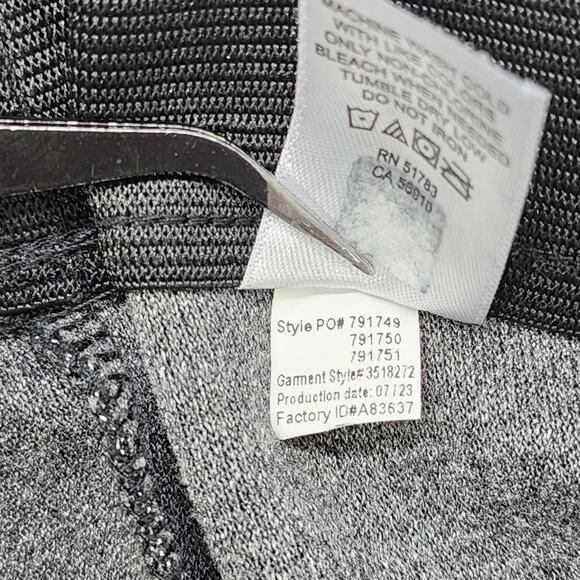 MACHINE WASH COLD
WITH LIKE COLORS
ONLY NON-CHLORINE
BLEACH WHEN NEEDED
TUMBLE DRY LOW
DO NOT IRON
RN 51783
CA 56818
Style PO# 791749
791750
791751
Garment Style# 3518272
Production date: 07/23
Factory ID#A83637